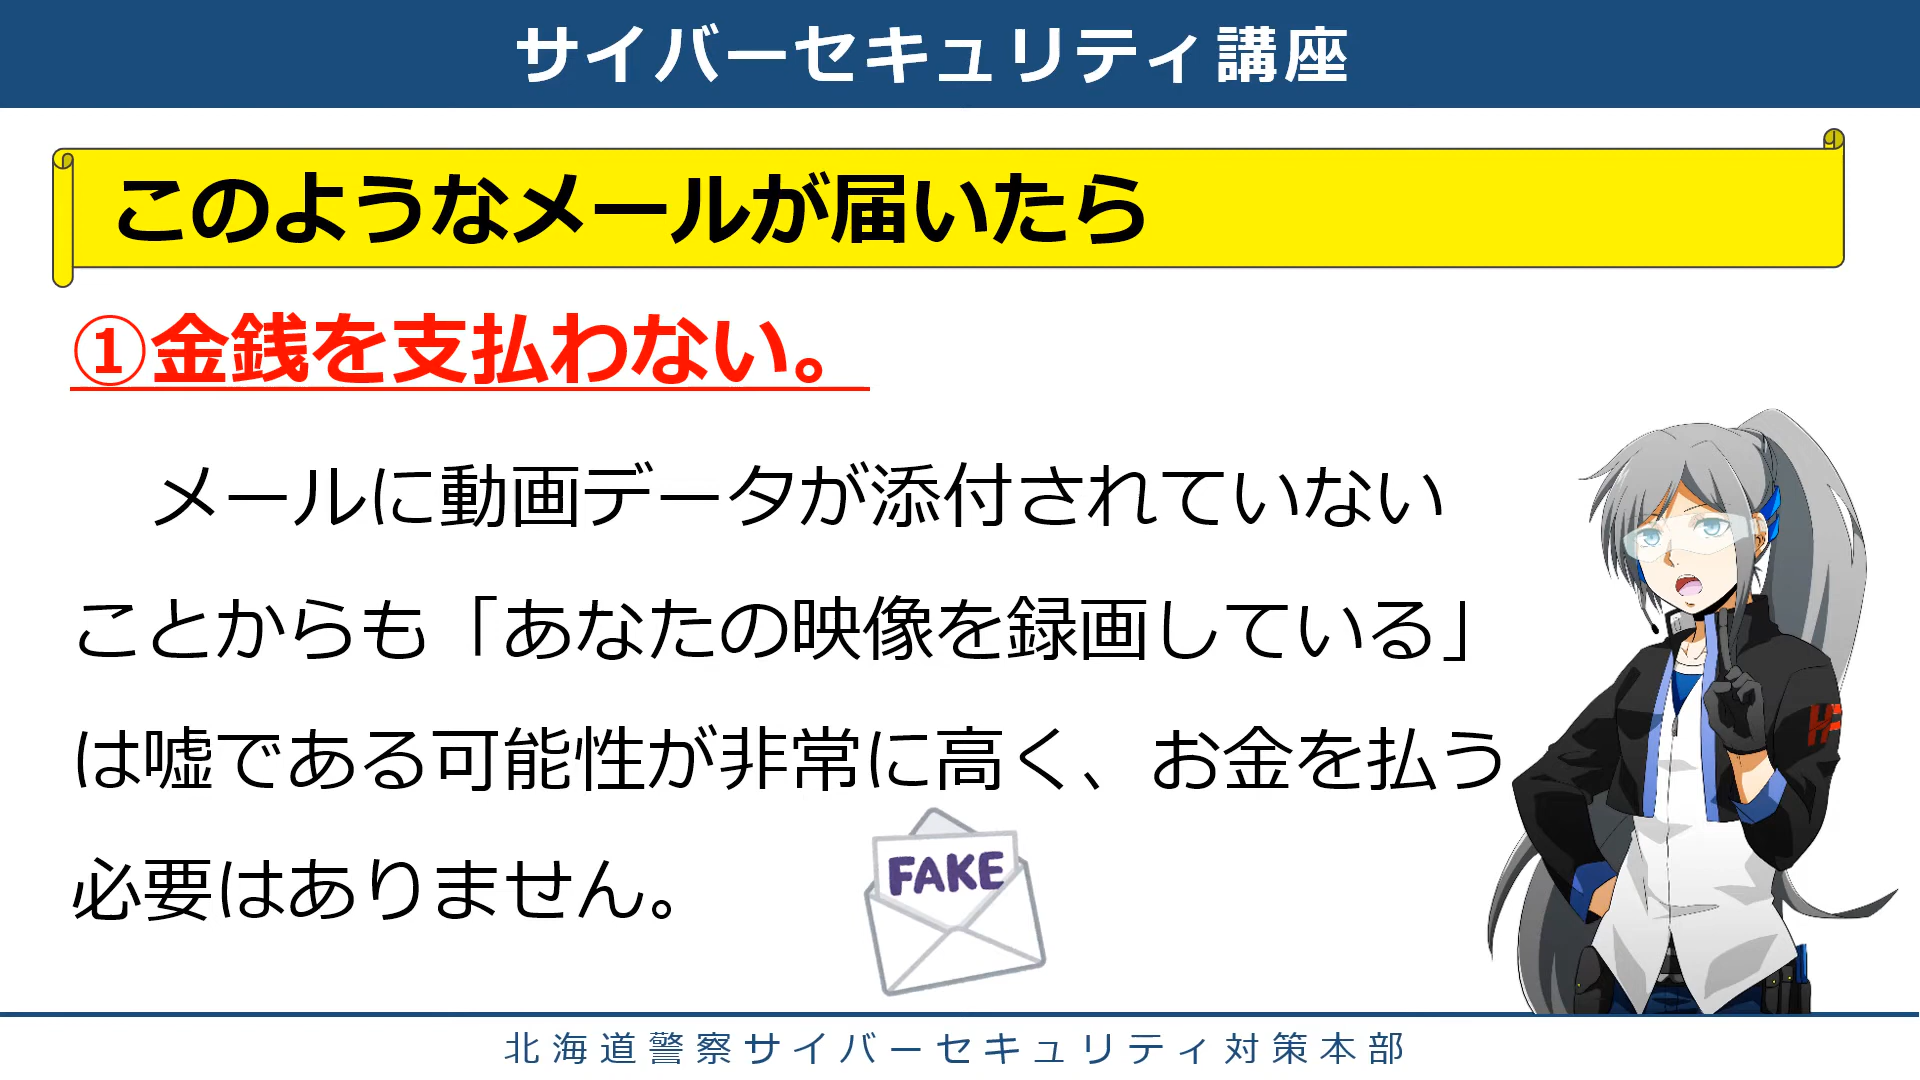 サイバーセキュリティ講座
このようなメールが届いたら
①金銭を支払わない。
メールに動画データが添付されていない
ことからも「あなたの映像を録画している」
は嘘である可能性が非常に高く、お金を払う
必要はありません。
FAKE
HP
北海道警察サイバーセキュリティ対策本部